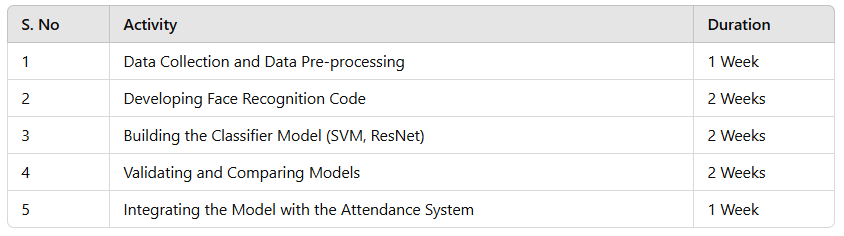 S. No Activity Duration
1 Data Collection and Data Pre-processing 1 Week
2 Developing Face Recognition Code 2 Weeks
3 Building the Classifier Model (SVM, ResNet) 2 Weeks
4 Validating and Comparing Models 2 Weeks
5 Integrating the Model with the Attendance System 1 Week